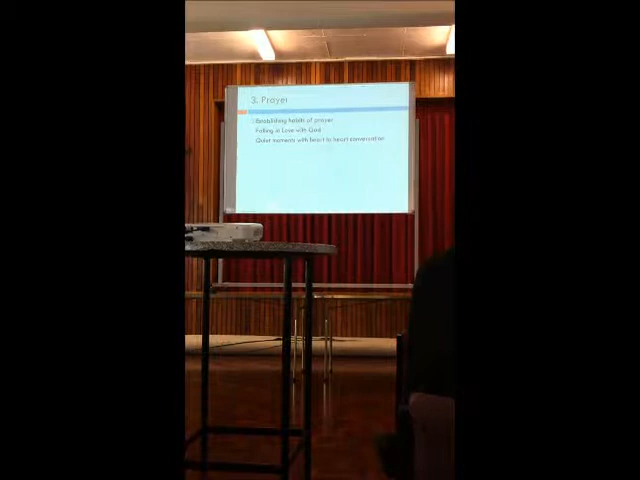 3. Prayer
Establishing habits of prayer
Falling in Love with God
Quiet moments with heart to heart conversation